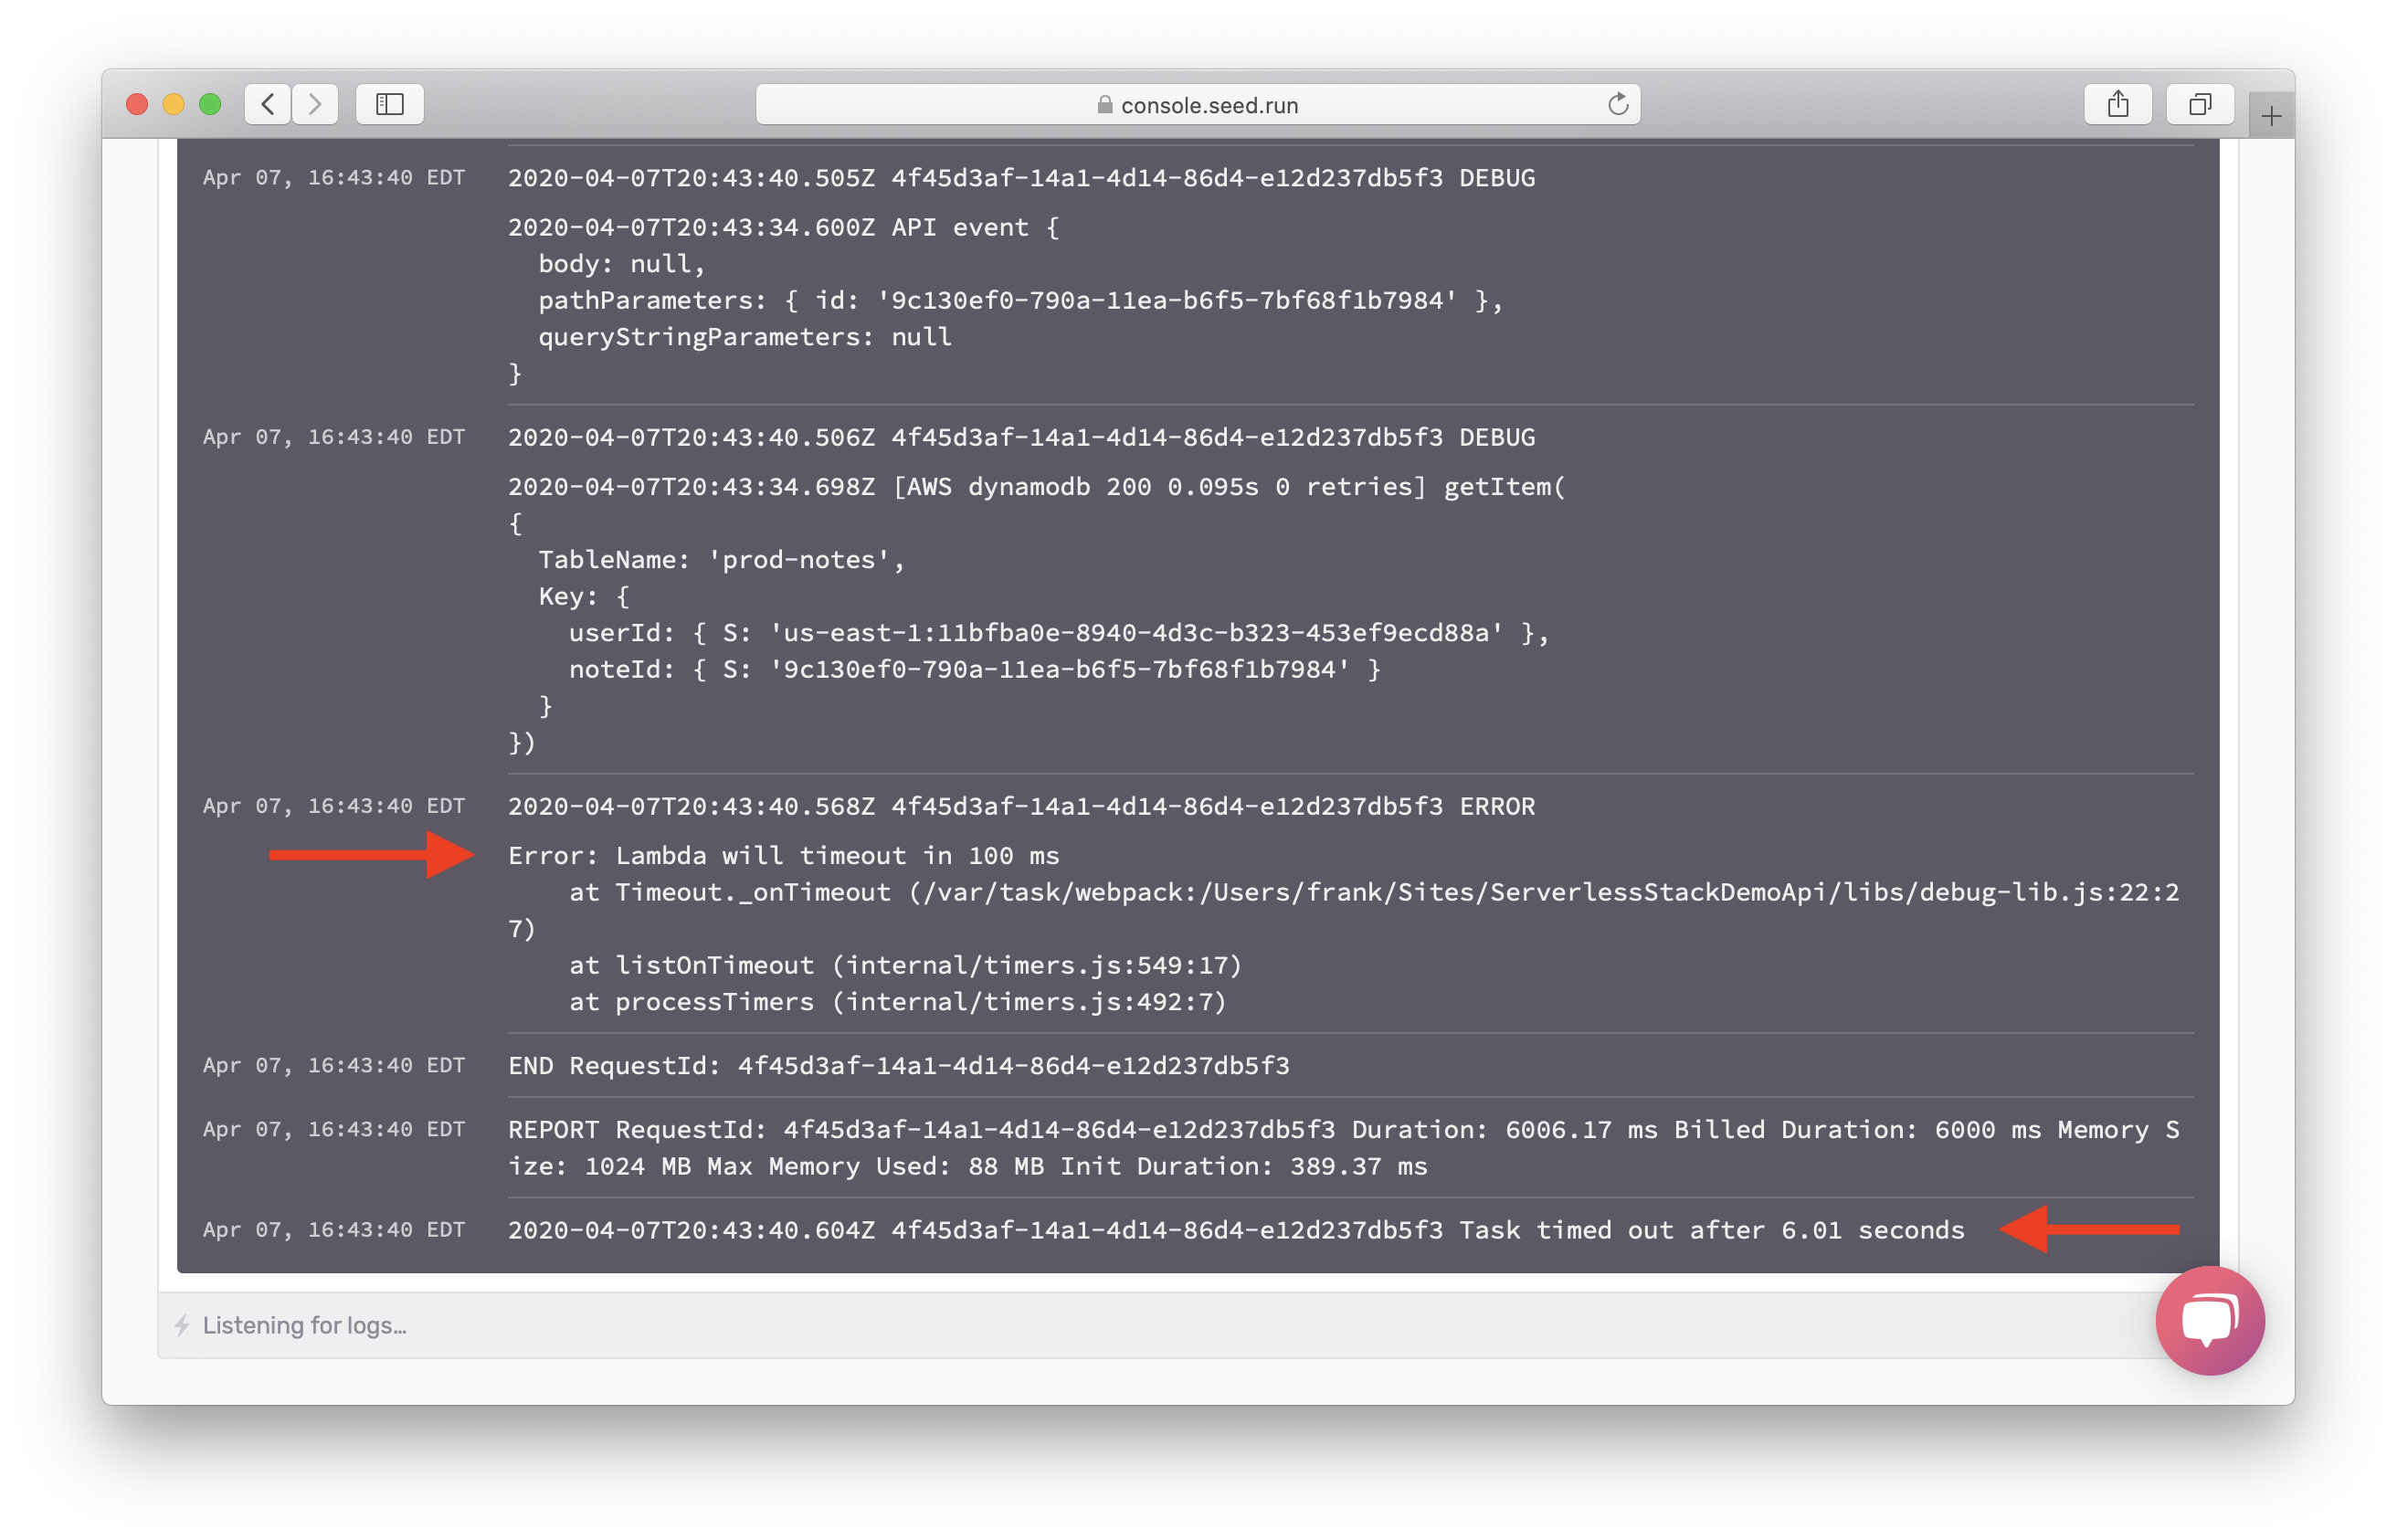 console.seed.run
Apr 07, 16:43:40 EDT 2020-04-07T20:43:40.505Z 4f45d3af-14a1-4d14-86d4-e12d237db5f3 DEBUG
2020-04-07T20:43:34.600Z API event {
body: null,
pathParameters: { id: '9c130ef0-790a-11ea-b6f5-7bf68f1b7984' },
queryStringParameters: null
}
Apr 07, 16:43:40 EDT 2020-04-07T20:43:40.506Z 4f45d3af-14a1-4d14-86d4-e12d237db5f3 DEBUG
2020-04-07T20:43:34.698Z [AWS dynamodb 200 0.095s 0 retries] getItem(
{
TableName: 'prod-notes',
Key: {
userId: { S: 'us-east-1:11bfba0e-8940-4d3c-b323-453ef9ecd88a' },
noteId: { S: '9c130ef0-790a-11ea-b6f5-7bf68f1b7984' }
}
})
Apr 07, 16:43:40 EDT 2020-04-07T20:43:40.568Z 4f45d3af-14a1-4d14-86d4-e12d237db5f3 ERROR
Error: Lambda will timeout in 100 ms
at Timeout._onTimeout (/var/task/webpack:/Users/frank/Sites/ServerlessStackDemoApi/libs/debug-lib.js:22:2
7)
at listOnTimeout (internal/timers.js:549:17)
at processTimers (internal/timers.js:492:7)
Apr 07, 16:43:40 EDT END RequestId: 4f45d3af-14a1-4d14-86d4-e12d237db5f3
Apr 07, 16:43:40 EDT REPORT RequestId: 4f45d3af-14a1-4d14-86d4-e12d237db5f3 Duration: 6006.17 ms Billed Duration: 6000 ms Memory S
ize: 1024 MB Max Memory Used: 88 MB Init Duration: 389.37 ms
Apr 07, 16:43:40 EDT 2020-04-07T20:43:40.604Z 4f45d3af-14a1-4d14-86d4-e12d237db5f3 Task timed out after 6.01 seconds
Listening for logs...